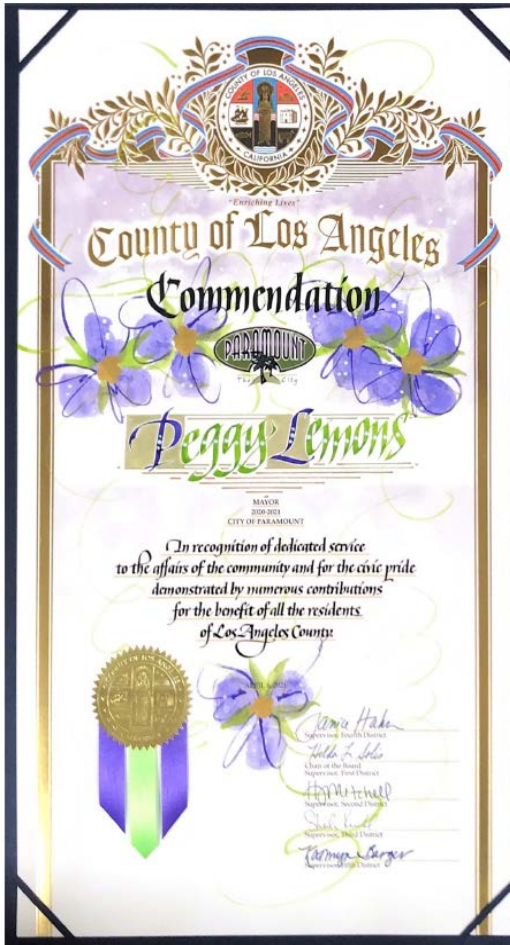 COUNTY OF LOS ANGELES
CALIFORNIA
"Enriching Lives"
County of Los Angeles
Commendation
PARAMOUNT
The City
Peggy Lemons
as
MAYOR
2020-2021
CITY OF PARAMOUNT
In recognition of dedicated service
to the affairs of the community and for the civic pride
demonstrated by numerous contributions
for the benefit of all the residents
of Los Angeles County.
Janice Hahn
Supervisor, Fourth District
Hilda L. Solis
Chair of the Board
Supervisor, First District
HJMitchell
Supervisor, Second District
Supervisor, Third District
Kathryn Barger
Supervisor, Fifth District